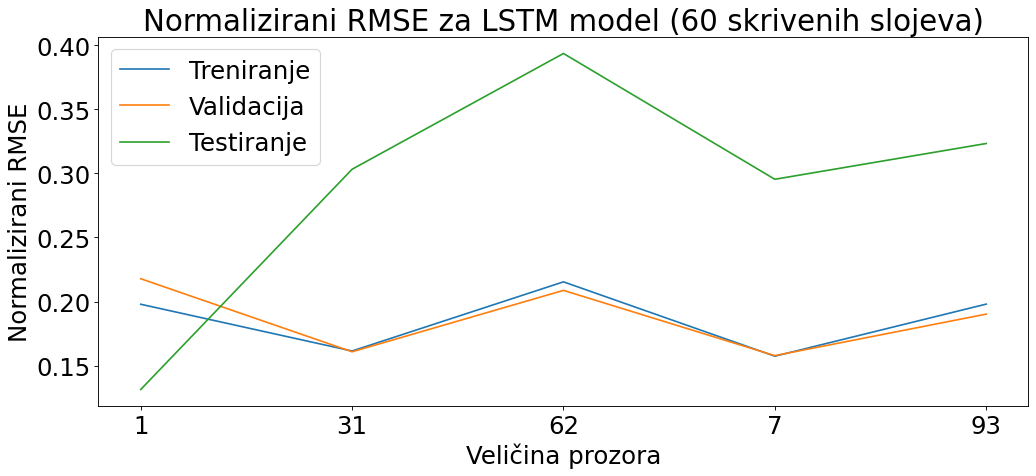 Normalizirani RMSE za LSTM model (60 skrivenih slojeva)
Normalizirani RMSE
0.40
0.35
0.30
0.25
0.20
0.15
Treniranje
Validacija
Testiranje
1 31 62 7 93
Veličina prozora